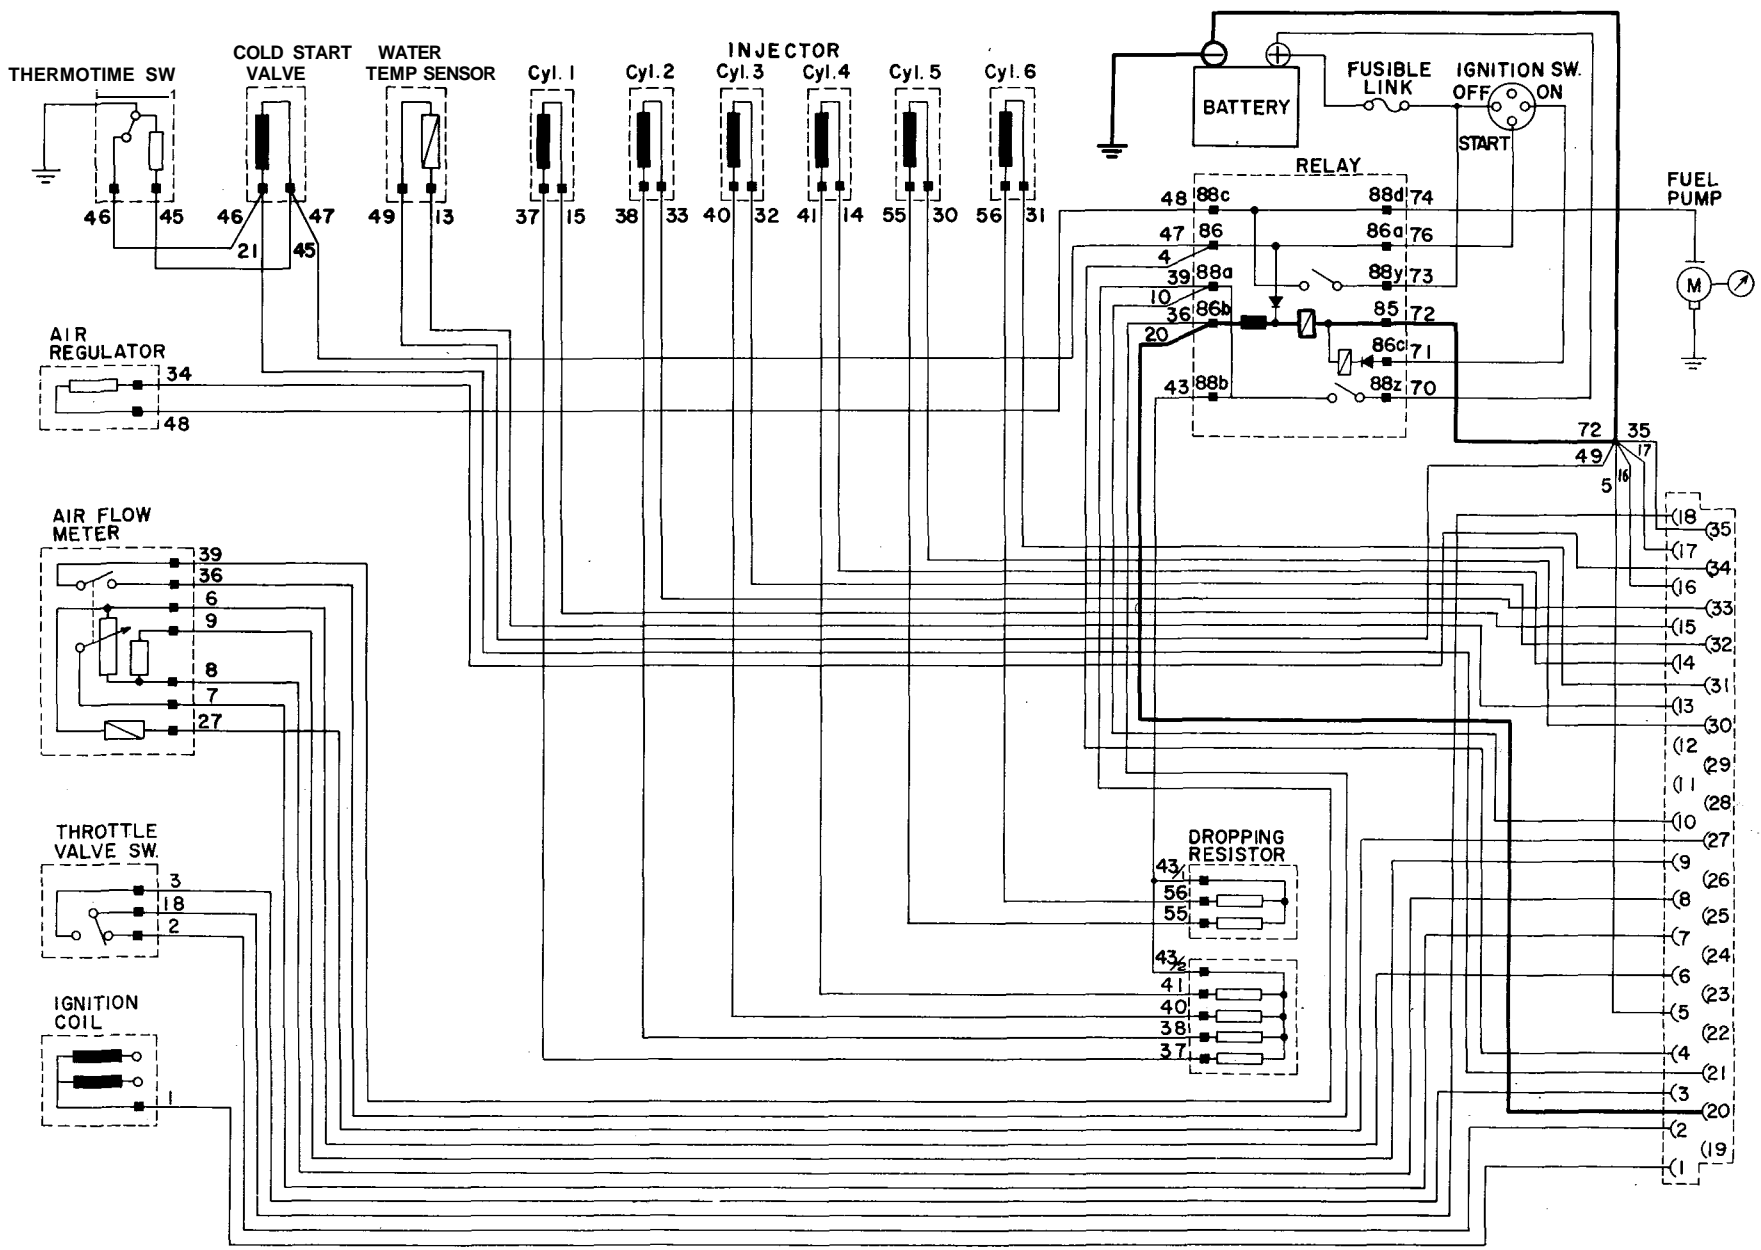 THERMOTIME SW
COLD START
VALVE
WATER
TEMP SENSOR
INJECTOR
Cyl. 1
Cyl. 2
Cyl. 3
Cyl. 4
Cyl. 5
Cyl. 6
BATTERY
FUSIBLE
LINK
IGNITION SW.
OFF
ON
START
RELAY
FUEL
PUMP
M
46 45
46 47
21 45
49 13
37 15
38 33
40 32
41 14
55 30
56 31
48 88c 88d 74
47 86 86a 76
4
39 88a 88y 73
10
36 86b 85 72
20
86c 71
43 88b 88z 70
72 35
17
49
16
5
AIR
REGULATOR
34
48
AIR FLOW
METER
39
36
6
9
8
7
27
THROTTLE
VALVE SW.
3
18
2
IGNITION
COIL
1
DROPPING
RESISTOR
43/1
56
55
43/2
41
40
38
37
(18
(35
(17
(34
(16
(33
(15
(32
(14
(31
(13
(30
(12
(29
(11
(28
(10
(27
(9
(26
(8
(25
(7
(24
(6
(23
(5
(22
(4
(21
(3
(20
(2
(19
(1